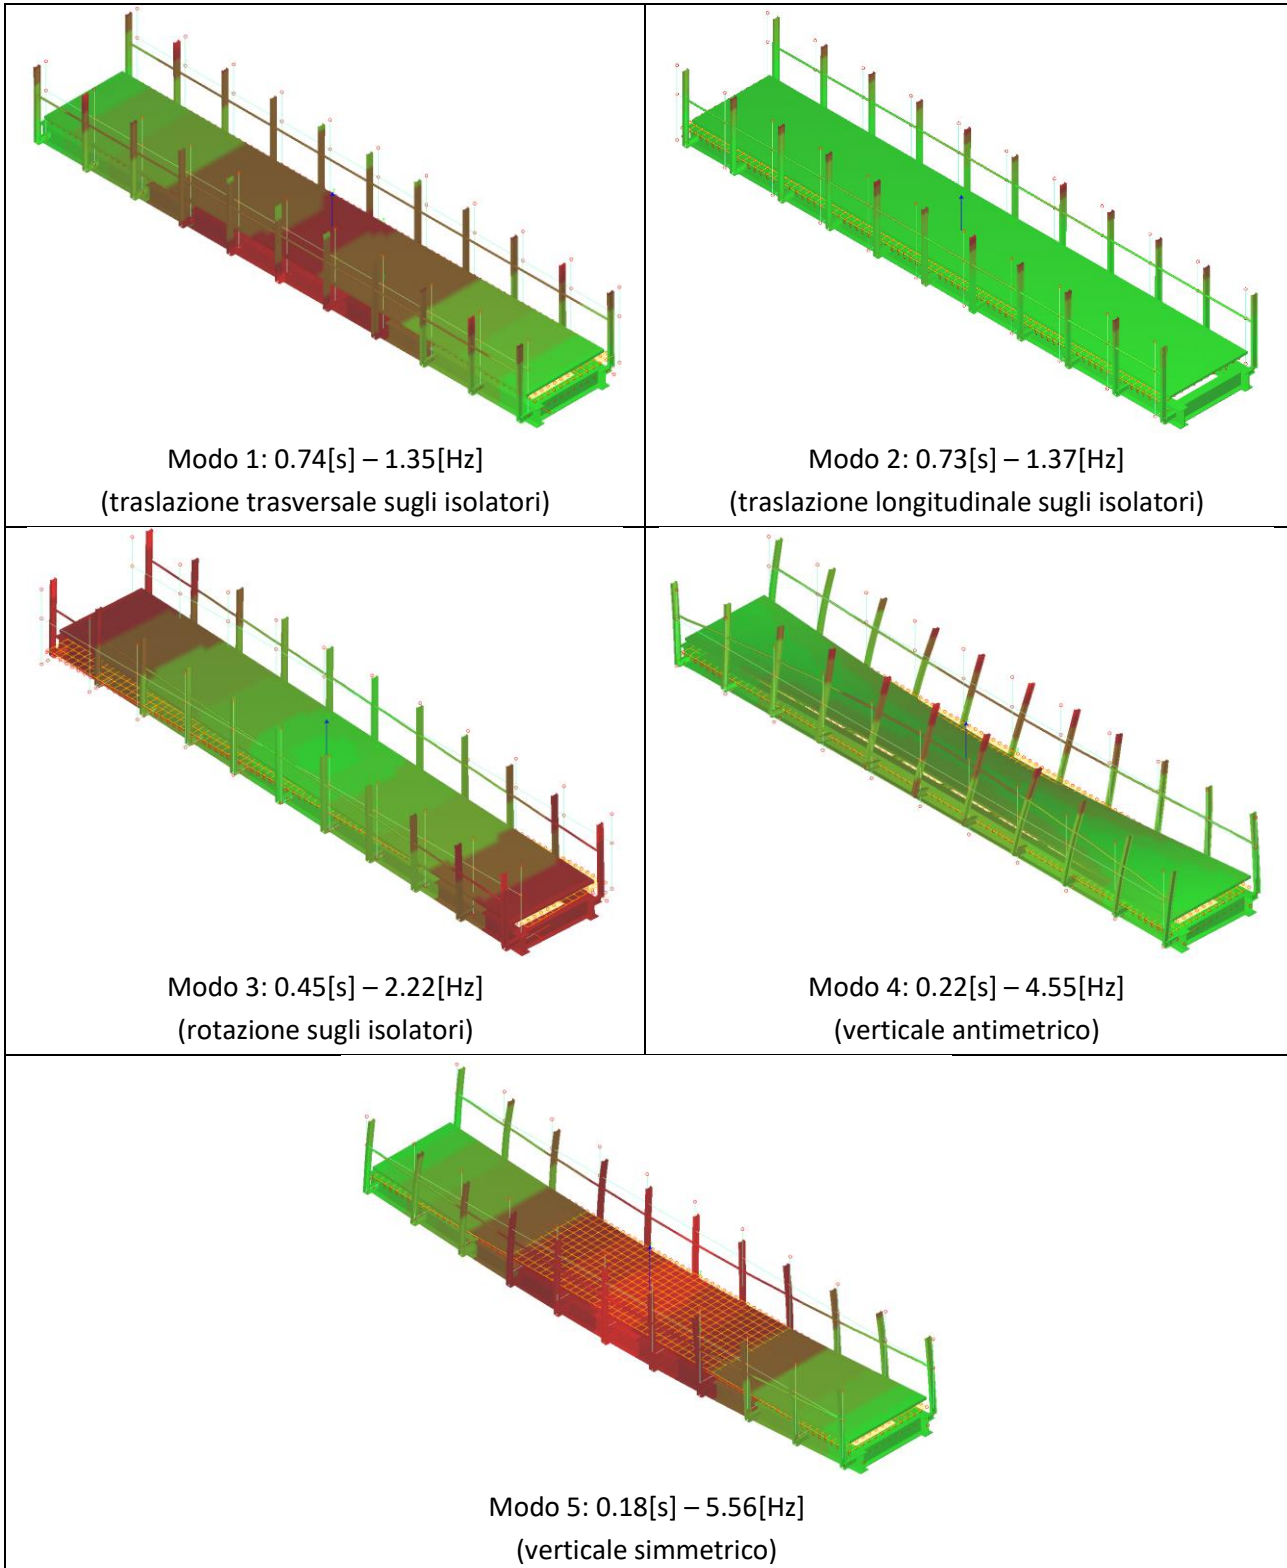 Modo 1: 0.74[s] – 1.35[Hz]
(traslazione trasversale sugli isolatori)
Modo 2: 0.73[s] – 1.37[Hz]
(traslazione longitudinale sugli isolatori)
Modo 3: 0.45[s] – 2.22[Hz]
(rotazione sugli isolatori)
Modo 4: 0.22[s] – 4.55[Hz]
(verticale antimetrico)
Modo 5: 0.18[s] – 5.56[Hz]
(verticale simmetrico)